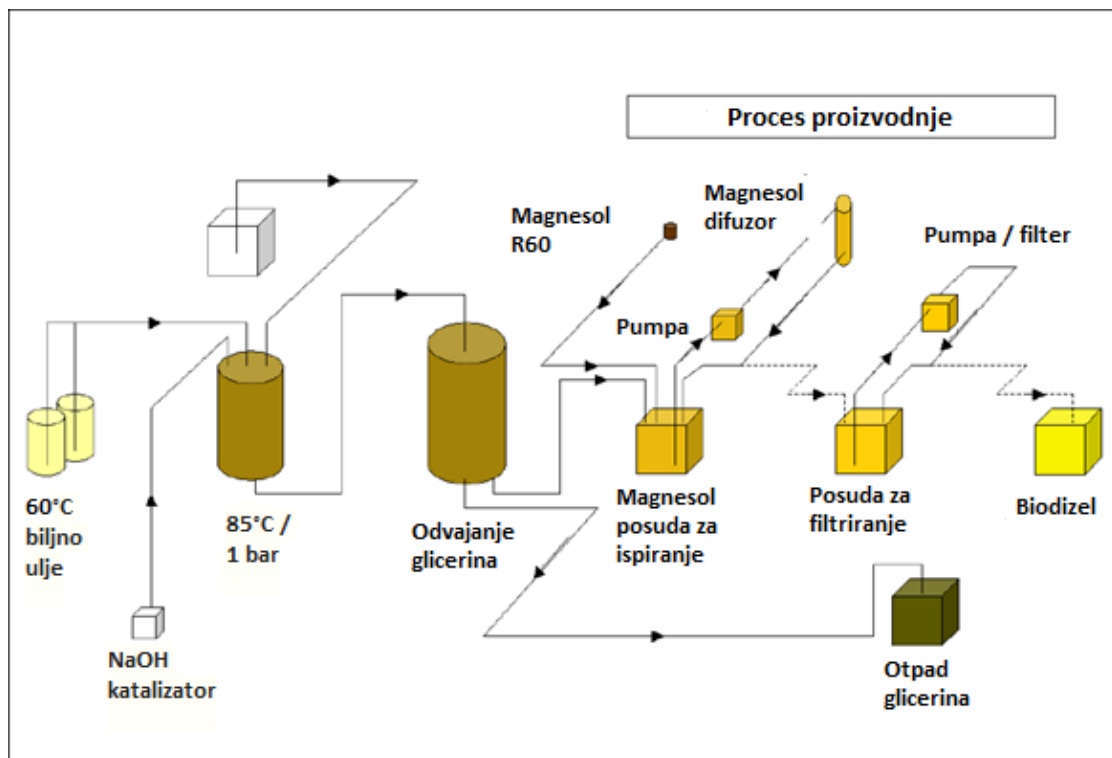 Proces proizvodnje
Magnesol
R60
Magnesol
difuzor
Pumpa / filter
Pumpa
60°C
biljno
ulje
85°C /
1 bar
Odvajanje
glicerina
Magnesol
posuda za
ispiranje
Posuda za
filtriranje
Biodizel
NaOH
katalizator
Otpad
glicerina